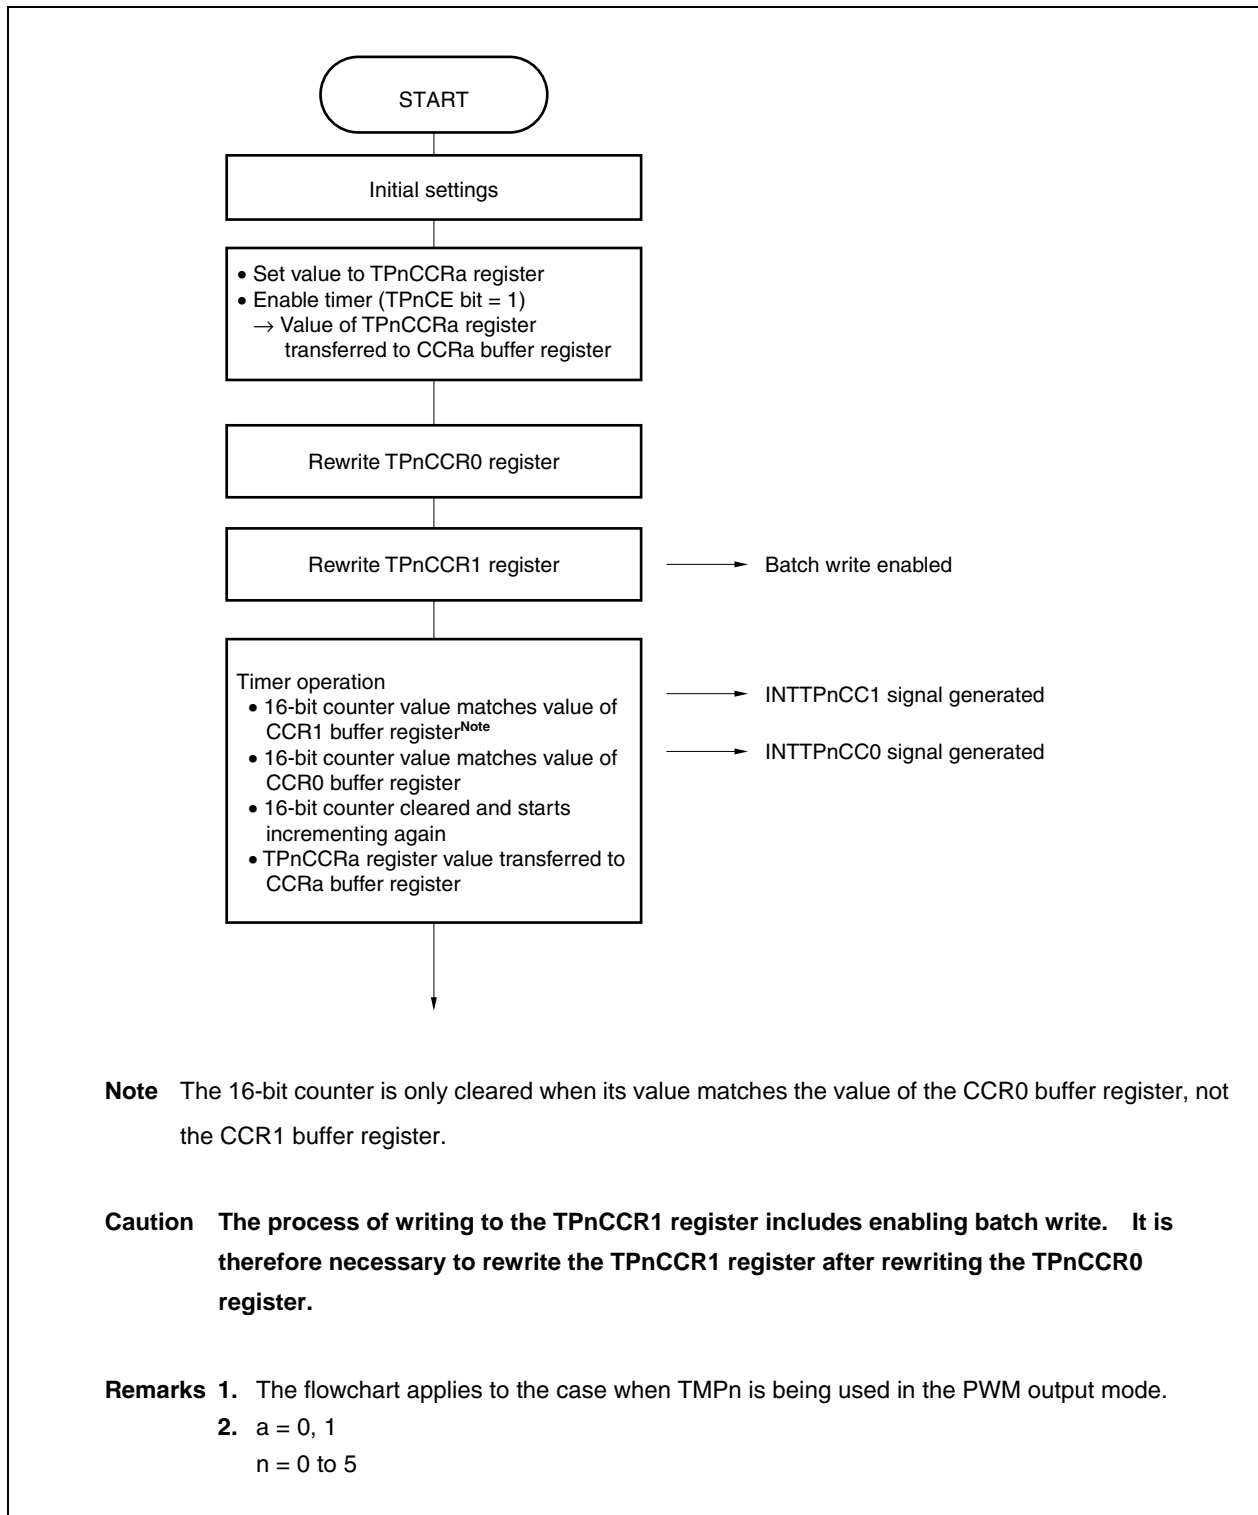 START
Initial settings
• Set value to TPnCCRa register
• Enable timer (TPnCE bit = 1)
→ Value of TPnCCRa register
transferred to CCRa buffer register
Rewrite TPnCCR0 register
Rewrite TPnCCR1 register
Batch write enabled
Timer operation
• 16-bit counter value matches value of
CCR1 buffer registerNote
• 16-bit counter value matches value of
CCR0 buffer register
• 16-bit counter cleared and starts
incrementing again
• TPnCCRa register value transferred to
CCRa buffer register
INTTPnCC1 signal generated
INTTPnCC0 signal generated
Note The 16-bit counter is only cleared when its value matches the value of the CCR0 buffer register, not
the CCR1 buffer register.
Caution The process of writing to the TPnCCR1 register includes enabling batch write. It is
therefore necessary to rewrite the TPnCCR1 register after rewriting the TPnCCR0
register.
Remarks 1. The flowchart applies to the case when TMPn is being used in the PWM output mode.
2. a = 0, 1
n = 0 to 5